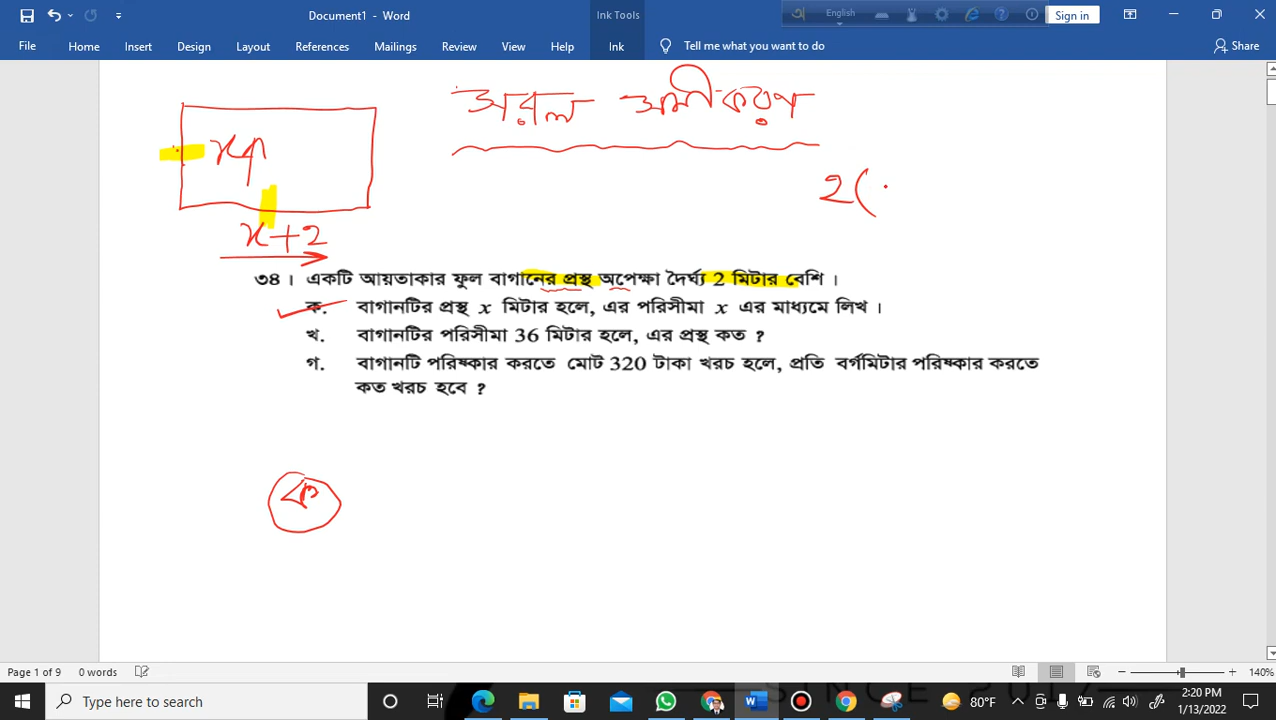 Document1 - Word
Ink Tools
English
Sign in
File Home Insert Design Layout References Mailings Review View Help Ink Tell me what you want to do Share
সরল সমীকরণ
x
2(
x+2
৩৪। একটি আয়তাকার ফুল বাগানের প্রস্থ অপেক্ষা দৈর্ঘ্য 2 মিটার বেশি।
ক. বাগানটির প্রস্থ x মিটার হলে, এর পরিসীমা x এর মাধ্যমে লিখ।
খ. বাগানটির পরিসীমা 36 মিটার হলে, এর প্রস্থ কত ?
গ. বাগানটি পরিষ্কার করতে মোট 320 টাকা খরচ হলে, প্রতি বর্গমিটার পরিষ্কার করতে
কত খরচ হবে ?
ক
Page 1 of 9 0 words 140%
SINCE
Type here to search
80°F
2:20 PM
1/13/2022